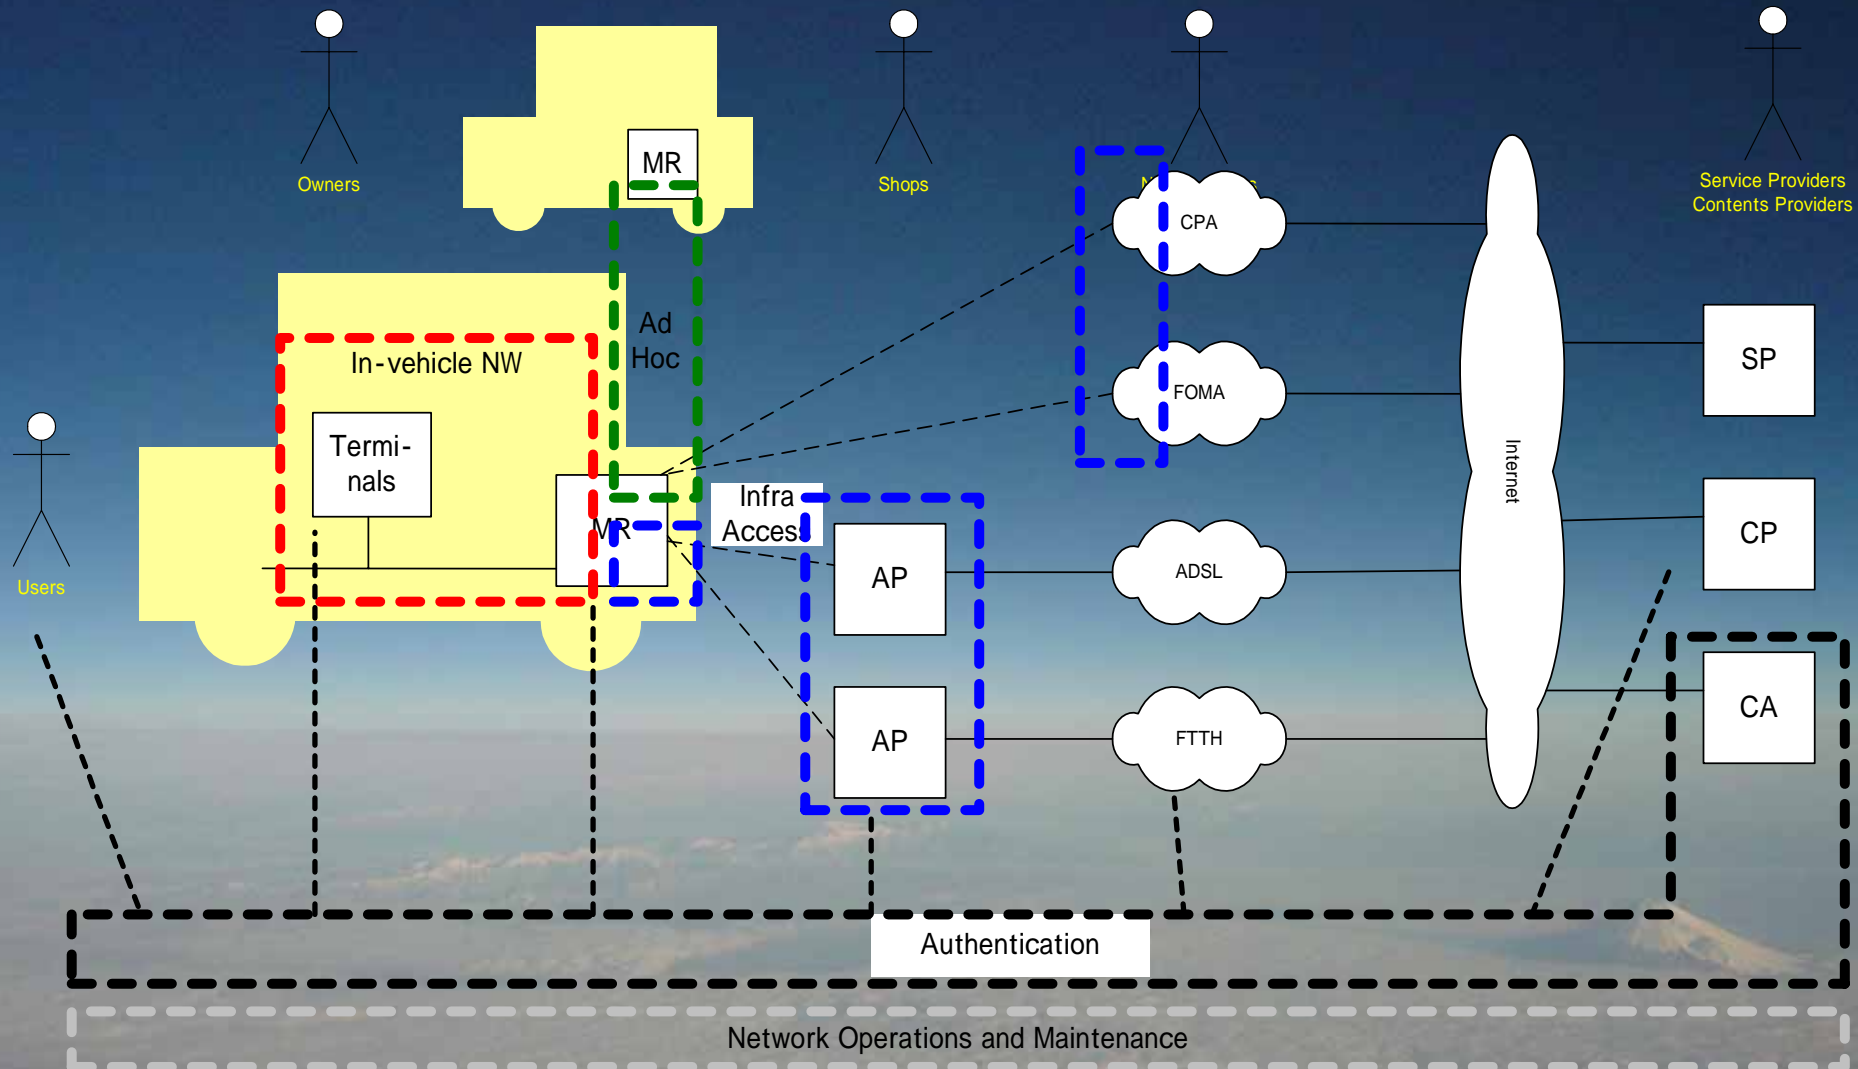 Owners
MR
Shops
Service Providers
Contents Providers
CPA
Ad
Hoc
In-vehicle NW
SP
FOMA
Termi-
nals
Internet
Infra
Access
MR
CP
AP
ADSL
Users
CA
AP
FTTH
Authentication
Network Operations and Maintenance